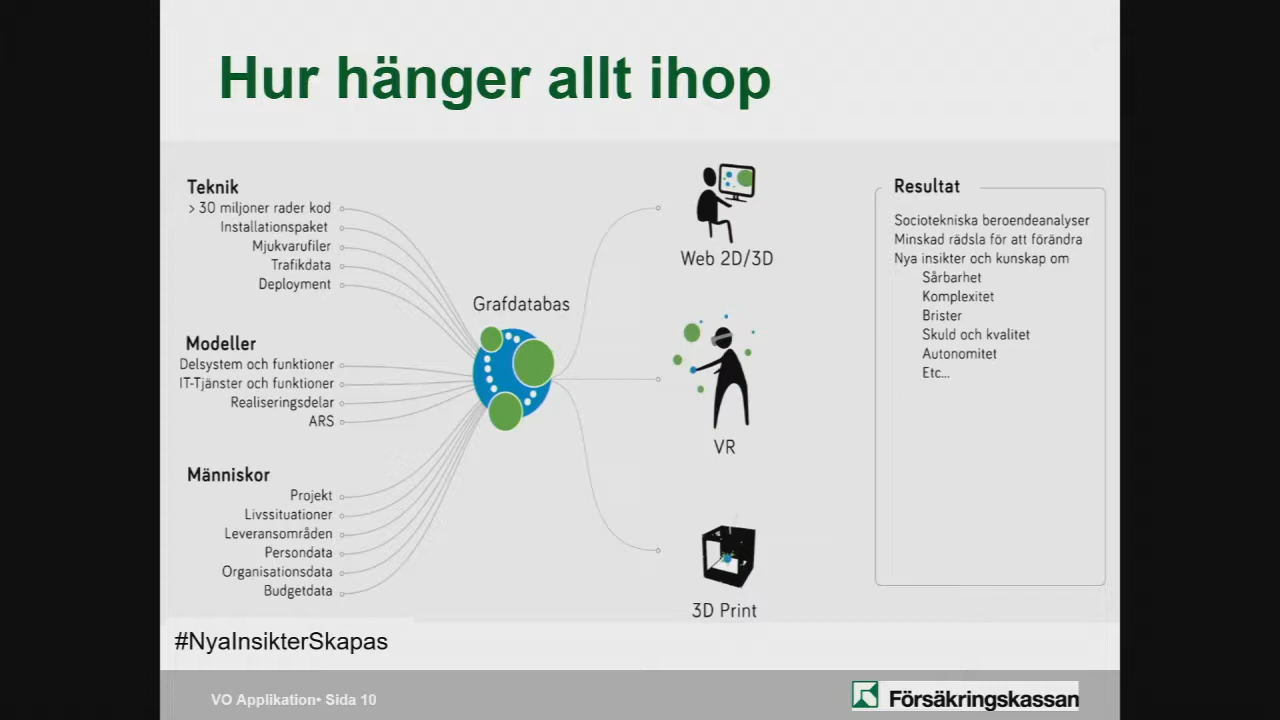 Hur hänger allt ihop
Teknik
> 30 miljoner rader kod
Installationspaket
Mjukvarufiler
Trafikdata
Deployment
Modeller
Delsystem och funktioner
IT-Tjänster och funktioner
Realiseringsdelar
ARS
Människor
Projekt
Livssituationer
Leveransområden
Persondata
Organisationsdata
Budgetdata
Grafdatabas
Web 2D/3D
VR
3D Print
Resultat
Sociotekniska beroendeanalyser
Minskad rädsla för att förändra
Nya insikter och kunskap om
Sårbarhet
Komplexitet
Brister
Skuld och kvalitet
Autonomitet
Etc...
#NyaInsikterSkapas
VO Applikation• Sida 10
Försäkringskassan